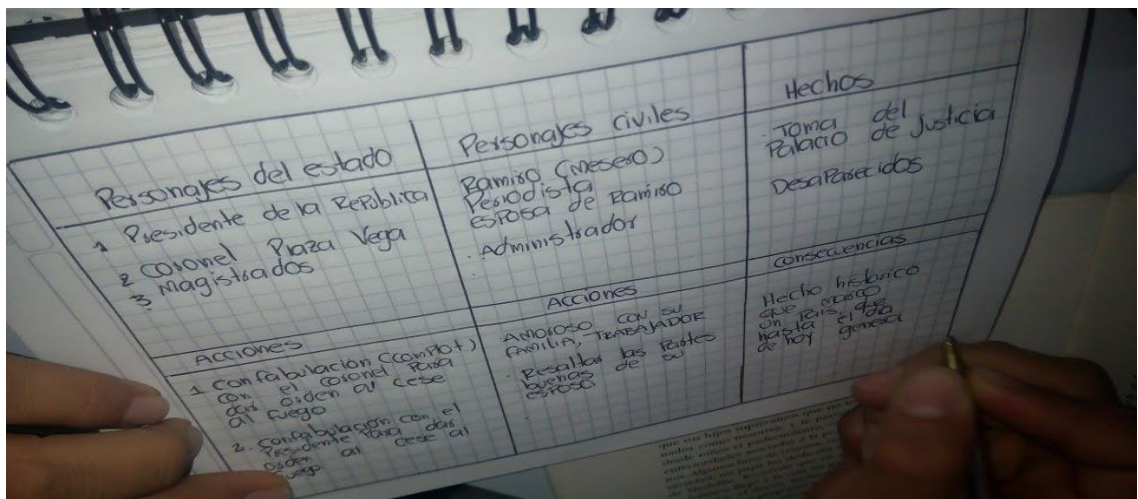 Personajes del estado
1 Presidente de la República
2 Coronel Plaza Vega
3 Magistrados
Personajes civiles
Ramiro (mesero)
Periodista
esposa de Ramiro
. Administrador
Hechos
. Toma del
Palacio de Justicia
Desaparecidos
Acciones
1 Confabulación (complot)
con el coronel para
dar orden al cese
al fuego
2. Confabulación con el
Presidente para dar
orden al cese al
fuego
Acciones
AMOROSO CON SU
FAMILIA, TRABAJADOR
. Resaltar las partes
buenas de su
esposo
consecuencias
Hecho histórico
que marco
un país, que
hasta el día
de hoy genera